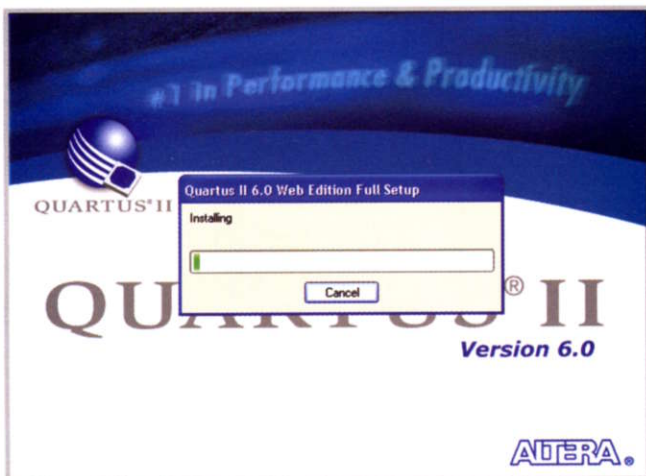 #1 in Performance & Productivity
QUARTUS® II
Quartus II 6.0 Web Edition Full Setup
Installing
Cancel
QUARTUS® II
Version 6.0
ALTERA®